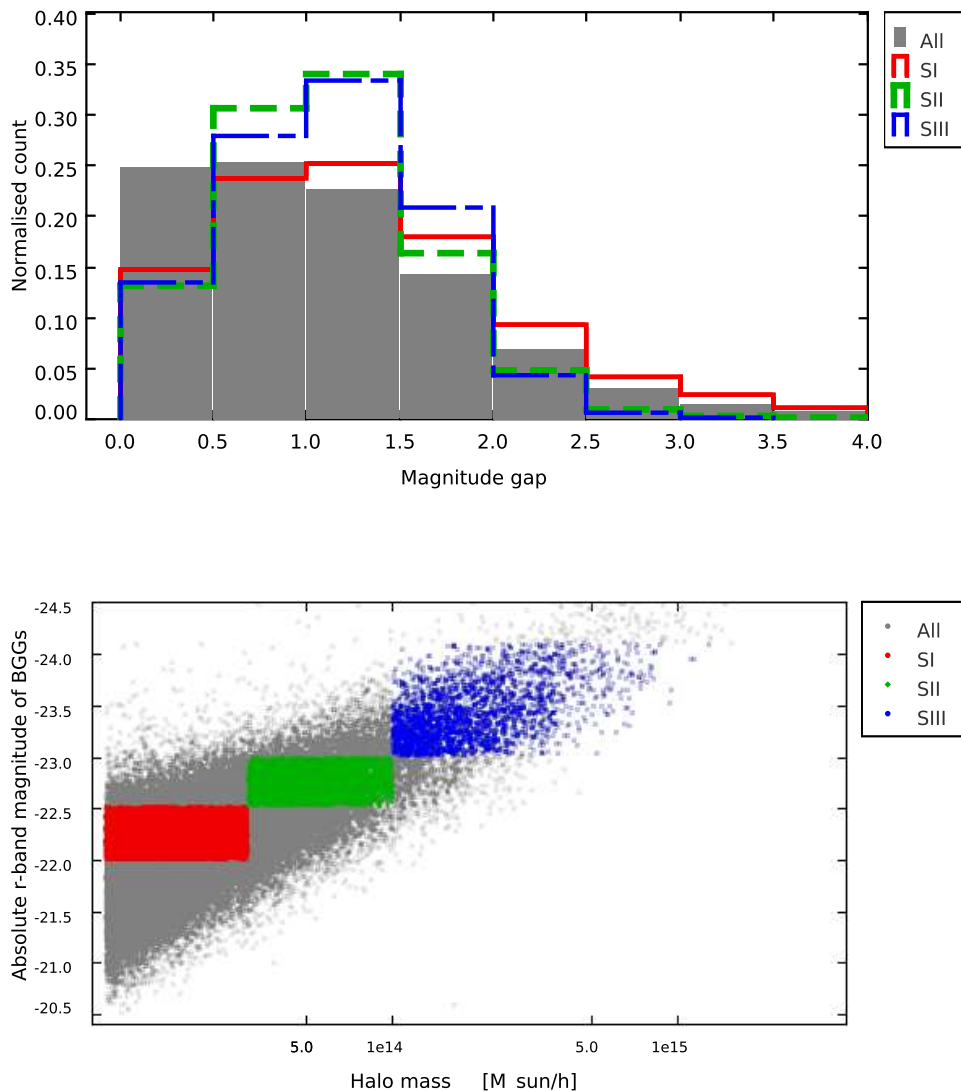 0.40
0.35
0.30
0.25
0.20
0.15
0.10
0.05
0.00
Normalised count
0.0 0.5 1.0 1.5 2.0 2.5 3.0 3.5 4.0
Magnitude gap
All
SI
SII
SIII
-24.5
-24.0
-23.5
-23.0
-22.5
-22.0
-21.5
-21.0
-20.5
Absolute r-band magnitude of BGGs
5.0 1e14 5.0 1e15
Halo mass [M sun/h]
All
SI
SII
SIII